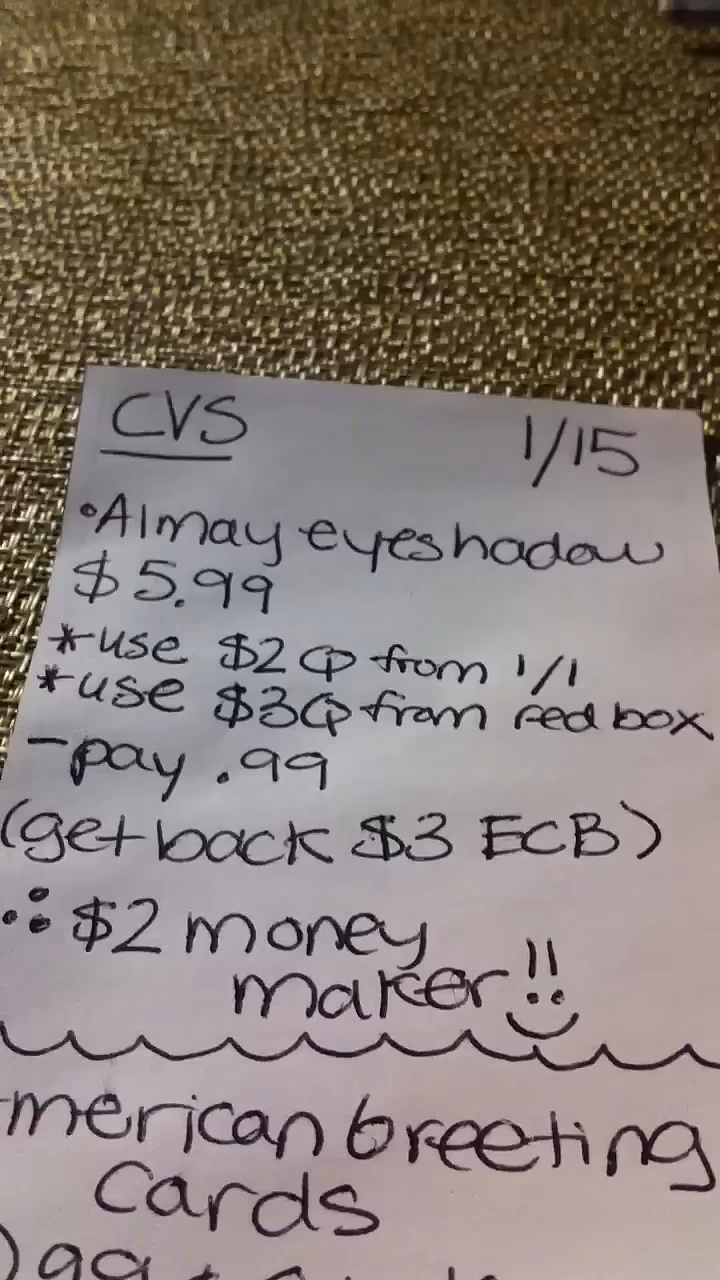 CVS 1/15
•Almay eyeshadow
$5.99
*use $2 Q from 1/1
*use $3Q from red box
-pay .99
(get back $3 ECB)
∴ $2 money
maker!!
merican Greeting
Cards